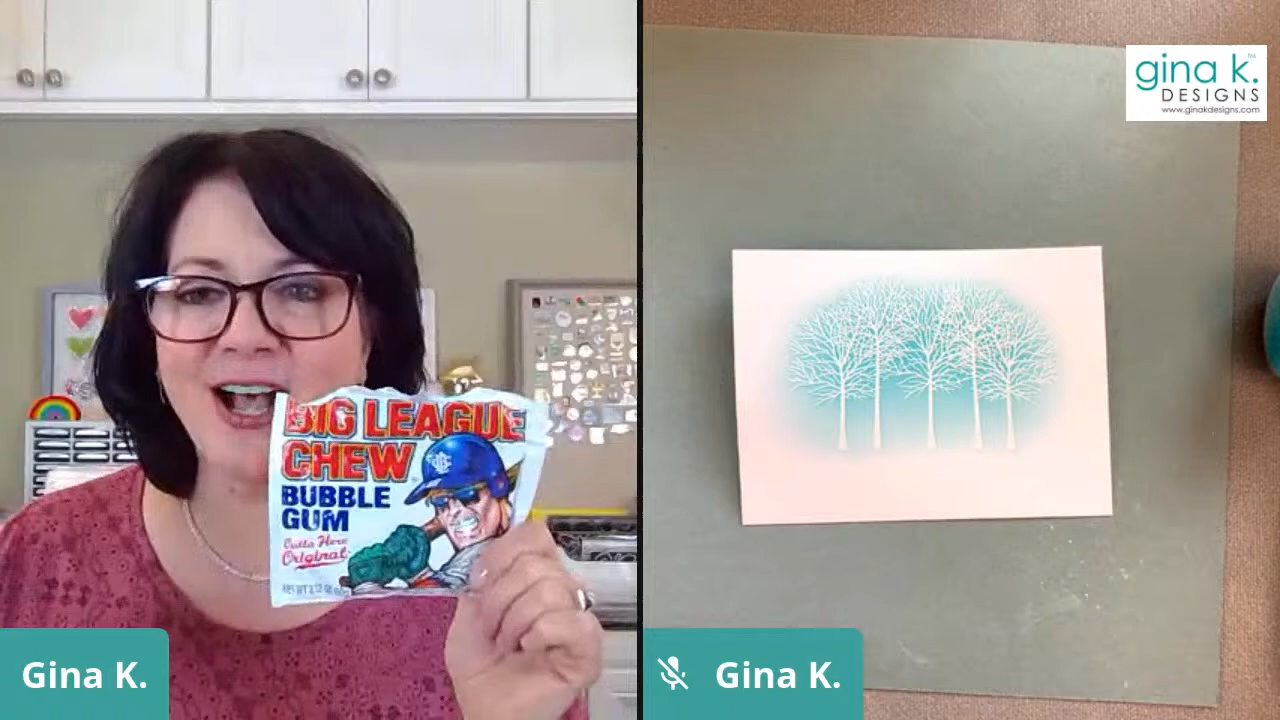 BIG LEAGUE
CHEW
BUBBLE
GUM
Outta Here
Original
Gina K.
gina k.
DESIGNS
www.ginakdesigns.com
Gina K.